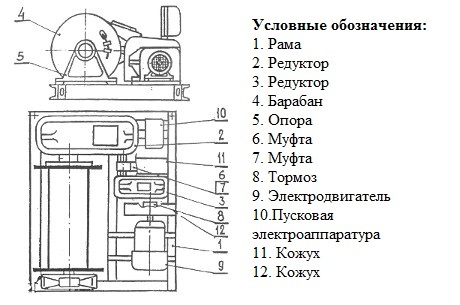 Условные обозначения:
1. Рама
2. Редуктор
3. Редуктор
4. Барабан
5. Опора
6. Муфта
7. Муфта
8. Тормоз
9. Электродвигатель
10.Пусковая
электроаппаратура
11. Кожух
12. Кожух
4
5
10
2
11
6
7
3
8
12
1
9